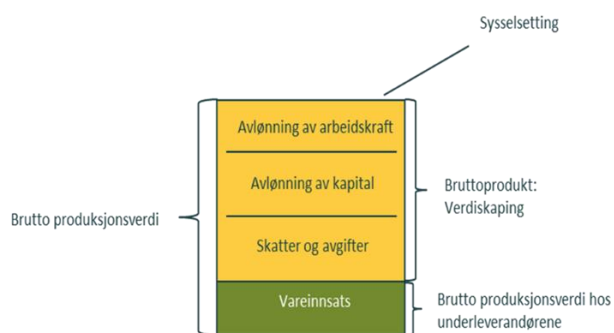 Sysselsetting
Avlønning av arbeidskraft
Avlønning av kapital
Skatter og avgifter
Vareinnsats
Brutto produksjonsverdi
Bruttoprodukt:
Verdiskaping
Brutto produksjonsverdi hos
underleverandørene